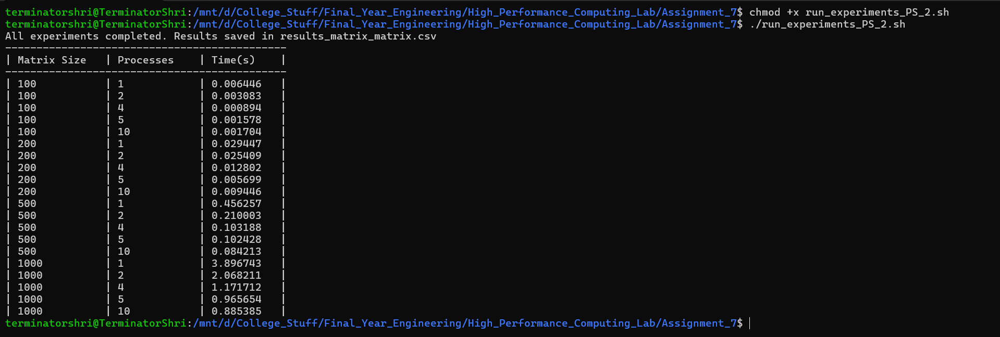 terminatorshri@TerminatorShri:/mnt/d/College_Stuff/Final_Year_Engineering/High_Performance_Computing_Lab/Assignment_7$ chmod +x run_experiments_PS_2.sh
terminatorshri@TerminatorShri:/mnt/d/College_Stuff/Final_Year_Engineering/High_Performance_Computing_Lab/Assignment_7$ ./run_experiments_PS_2.sh
All experiments completed. Results saved in results_matrix_matrix.csv
---------------------------------------------
| Matrix Size   | Processes    | Time(s)    |
---------------------------------------------
| 100           | 1            | 0.006446   |
| 100           | 2            | 0.003083   |
| 100           | 4            | 0.000894   |
| 100           | 5            | 0.001578   |
| 100           | 10           | 0.001704   |
| 200           | 1            | 0.029447   |
| 200           | 2            | 0.025409   |
| 200           | 4            | 0.012802   |
| 200           | 5            | 0.005699   |
| 200           | 10           | 0.009446   |
| 500           | 1            | 0.456257   |
| 500           | 2            | 0.210003   |
| 500           | 4            | 0.103188   |
| 500           | 5            | 0.102428   |
| 500           | 10           | 0.084213   |
| 1000          | 1            | 3.896743   |
| 1000          | 2            | 2.068211   |
| 1000          | 4            | 1.171712   |
| 1000          | 5            | 0.965654   |
| 1000          | 10           | 0.885385   |
terminatorshri@TerminatorShri:/mnt/d/College_Stuff/Final_Year_Engineering/High_Performance_Computing_Lab/Assignment_7$